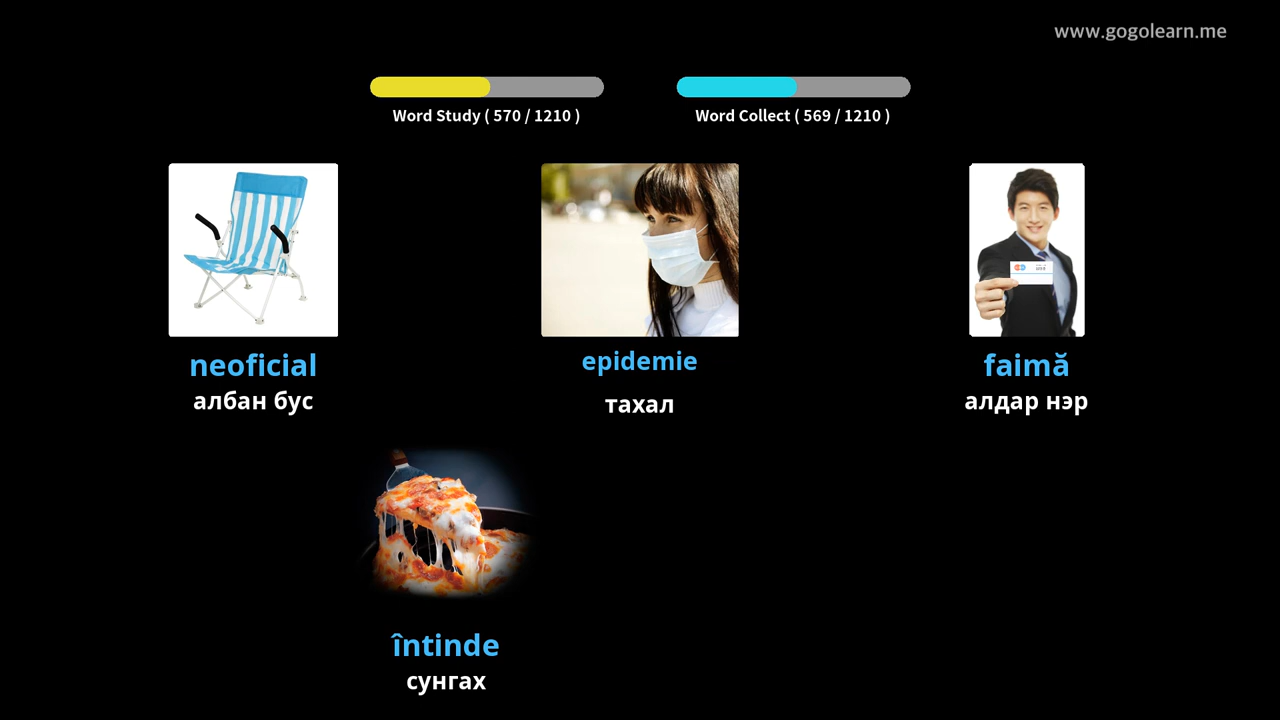 www.gogolearn.me
Word Study ( 570 / 1210 )
Word Collect ( 569 / 1210 )
neoficial
албан бус
epidemie
тахал
faimă
алдар нэр
întinde
сунгах